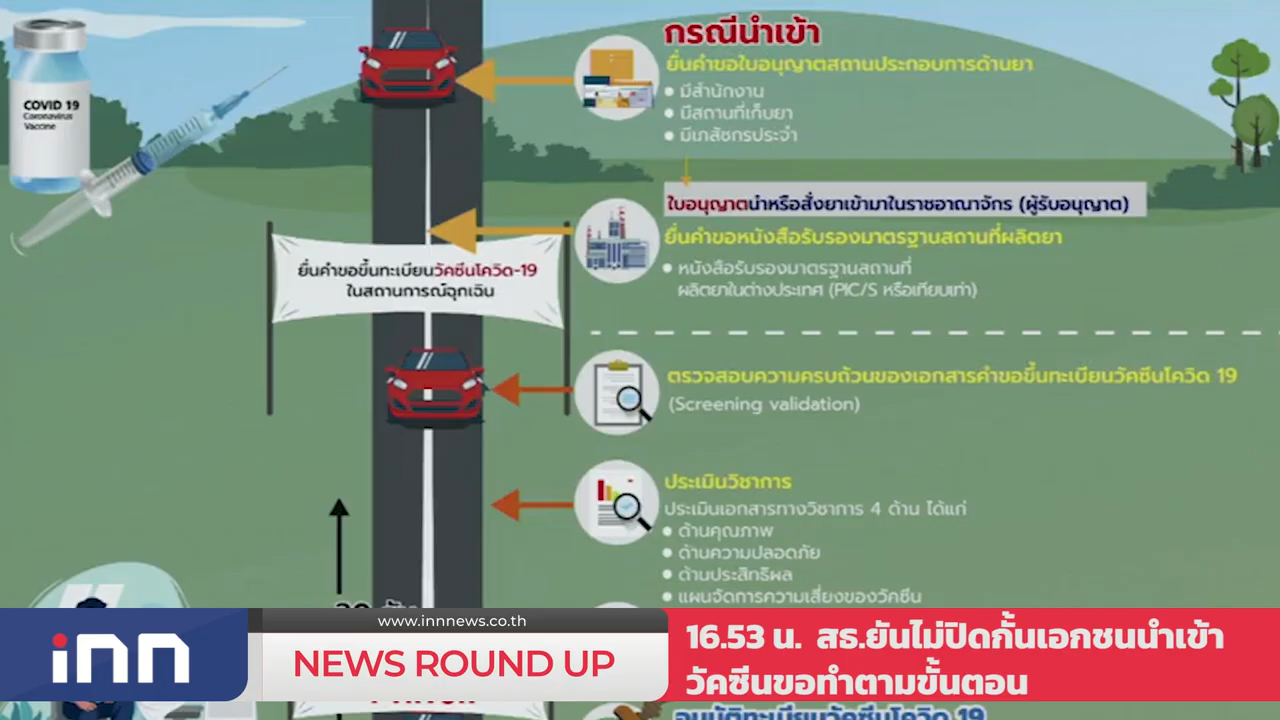 COVID 19
Coronavirus
Vaccine
กรณีนำเข้า
ยื่นคำขอใบอนุญาตสถานประกอบการด้านยา
• มีสำนักงาน
• มีสถานที่เก็บยา
• มีเภสัชกรประจำ
ใบอนุญาตนำหรือสั่งยาเข้ามาในราชอาณาจักร (ผู้รับอนุญาต)
ยื่นคำขอหนังสือรับรองมาตรฐานสถานที่ผลิตยา
• หนังสือรับรองมาตรฐานสถานที่
ผลิตยาในต่างประเทศ (PIC/S หรือเทียบเท่า)
ยื่นคำขอขึ้นทะเบียนวัคซีนโควิด-19
ในสถานการณ์ฉุกเฉิน
ตรวจสอบความครบถ้วนของเอกสารคำขอขึ้นทะเบียนวัคซีนโควิด 19
(Screening validation)
ประเมินวิชาการ
ประเมินเอกสารทางวิชาการ 4 ด้าน ได้แก่
• ด้านคุณภาพ
• ด้านความปลอดภัย
• ด้านประสิทธิผล
• แผนจัดการความเสี่ยงของวัคซีน
inn
www.innnews.co.th
NEWS ROUND UP
16.53 น. สธ.ยันไม่ปิดกั้นเอกชนนำเข้า
วัคซีนขอทำตามขั้นตอน
อนุมัติทะเบียนวัคซีนโควิด 19